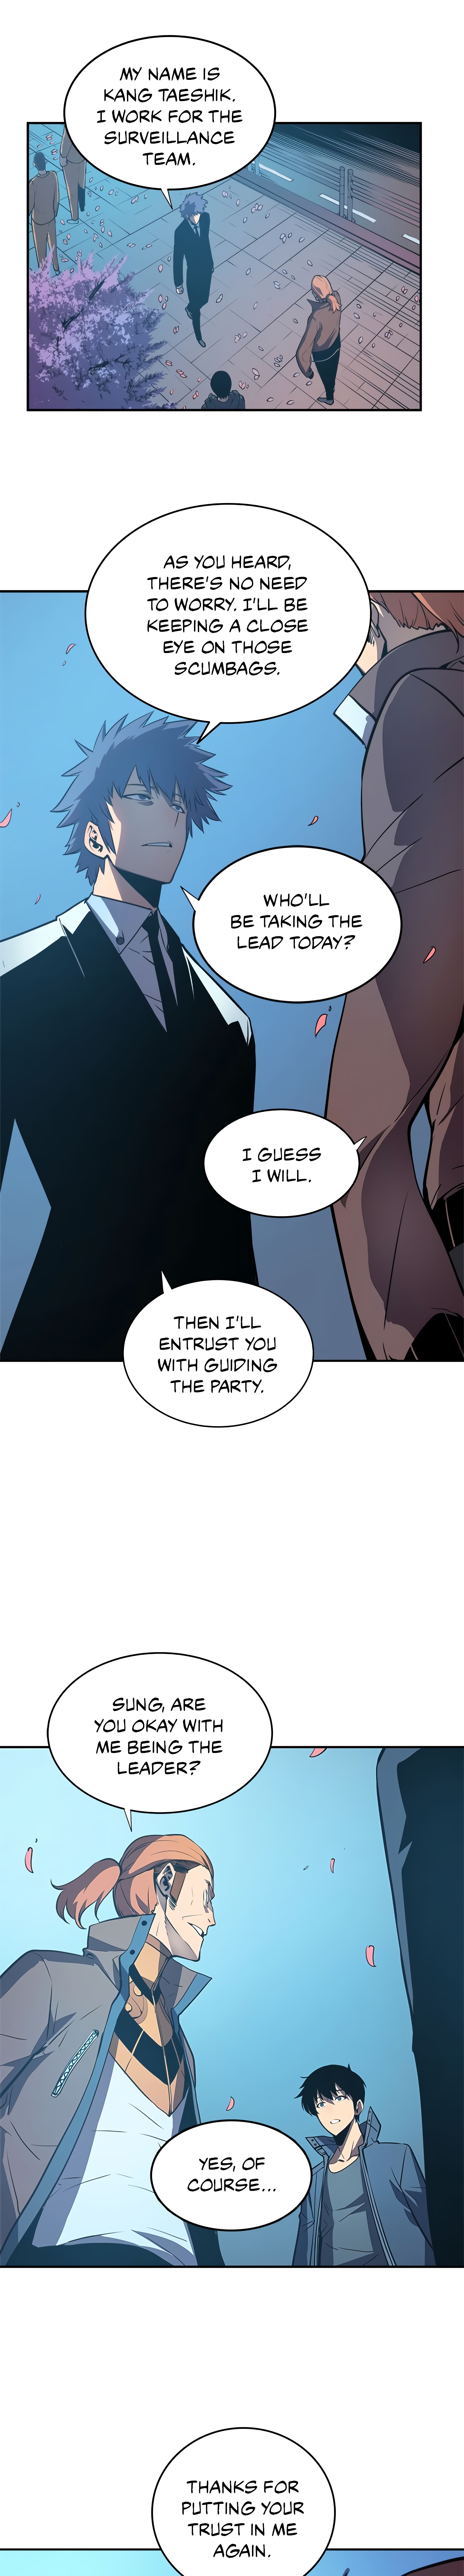 MY NAME IS
KANG TAESHIK.
I WORK FOR THE
SURVEILLANCE
TEAM.
AS YOU HEARD,
THERE'S NO NEED
TO WORRY. I'LL BE
KEEPING A CLOSE
EYE ON THOSE
SCUMBAGS.
WHO'LL
BE TAKING THE
LEAD TODAY?
I GUESS
I WILL.
THEN I'LL
ENTRUST YOU
WITH GUIDING
THE PARTY.
SUNG, ARE
YOU OKAY WITH
ME BEING THE
LEADER?
YES, OF
COURSE...
THANKS FOR
PUTTING YOUR
TRUST IN ME
AGAIN.